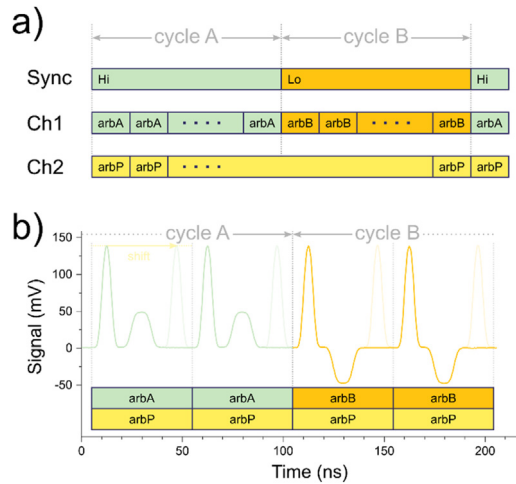 a)
cycle A cycle B
Sync Hi Lo Hi
Ch1 arbA arbA .... arbA arbB arbB .... arbB arbA
Ch2 arbP arbP .... arbP arbP
b)
cycle A cycle B
150
shift
100
50
0
-50
Signal (mV)
arbA arbA arbB arbB
arbP arbP arbP arbP
0 50 100 150 200
Time (ns)